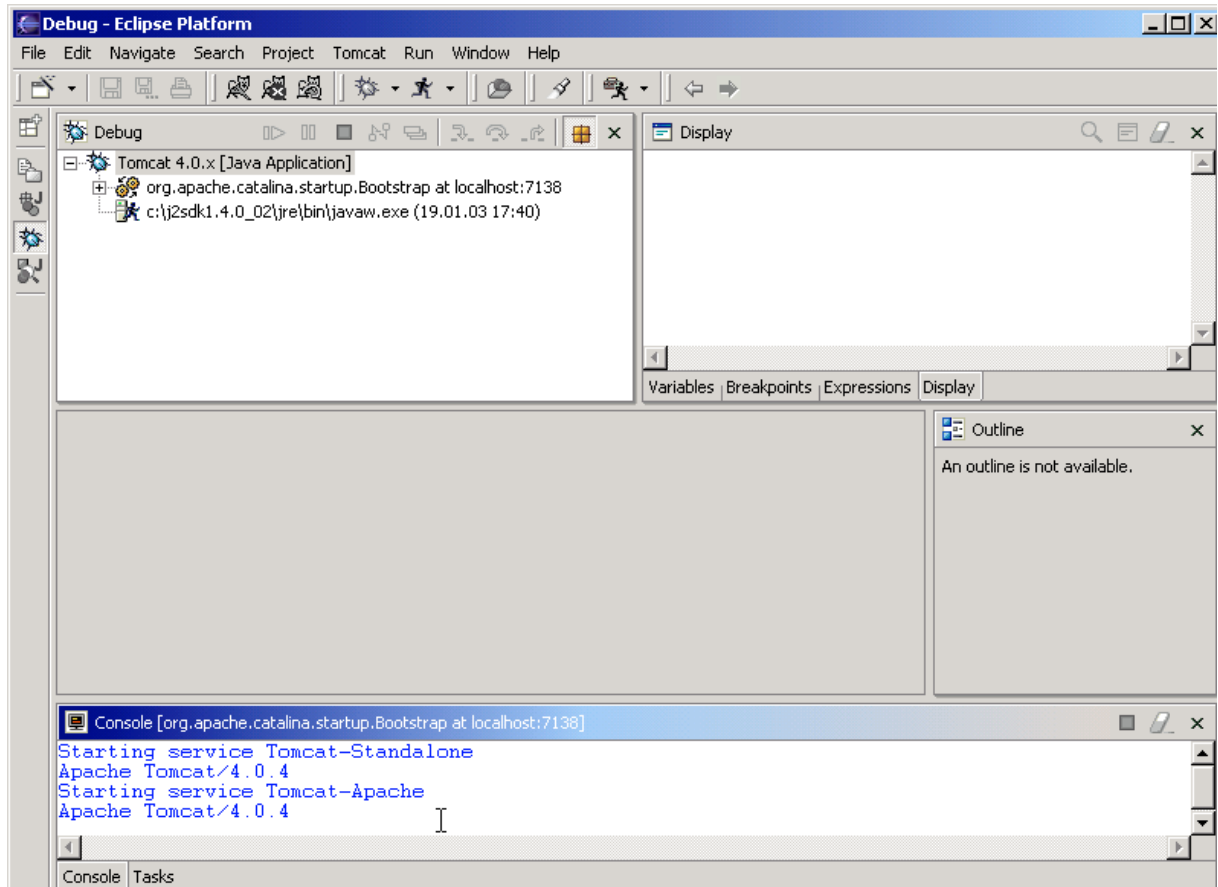 Debug - Eclipse Platform
File Edit Navigate Search Project Tomcat Run Window Help
Debug
Tomcat 4.0.x [Java Application]
org.apache.catalina.startup.Bootstrap at localhost:7138
c:\j2sdk1.4.0_02\jre\bin\javaw.exe (19.01.03 17:40)
Display
Variables Breakpoints Expressions Display
Outline
An outline is not available.
Console [org.apache.catalina.startup.Bootstrap at localhost:7138]
Starting service Tomcat-Standalone
Apache Tomcat/4.0.4
Starting service Tomcat-Apache
Apache Tomcat/4.0.4
Console Tasks